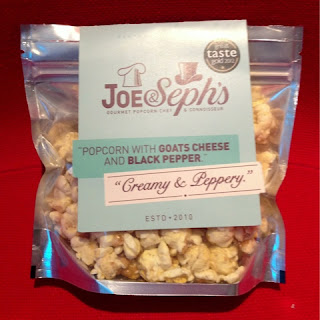 great
taste
gold 2012
JOE & Seph's
GOURMET POPCORN CHEF & CONNOISSEUR
"POPCORN WITH GOATS CHEESE
AND BLACK PEPPER."
"Creamy & Peppery."
ESTD • 2010